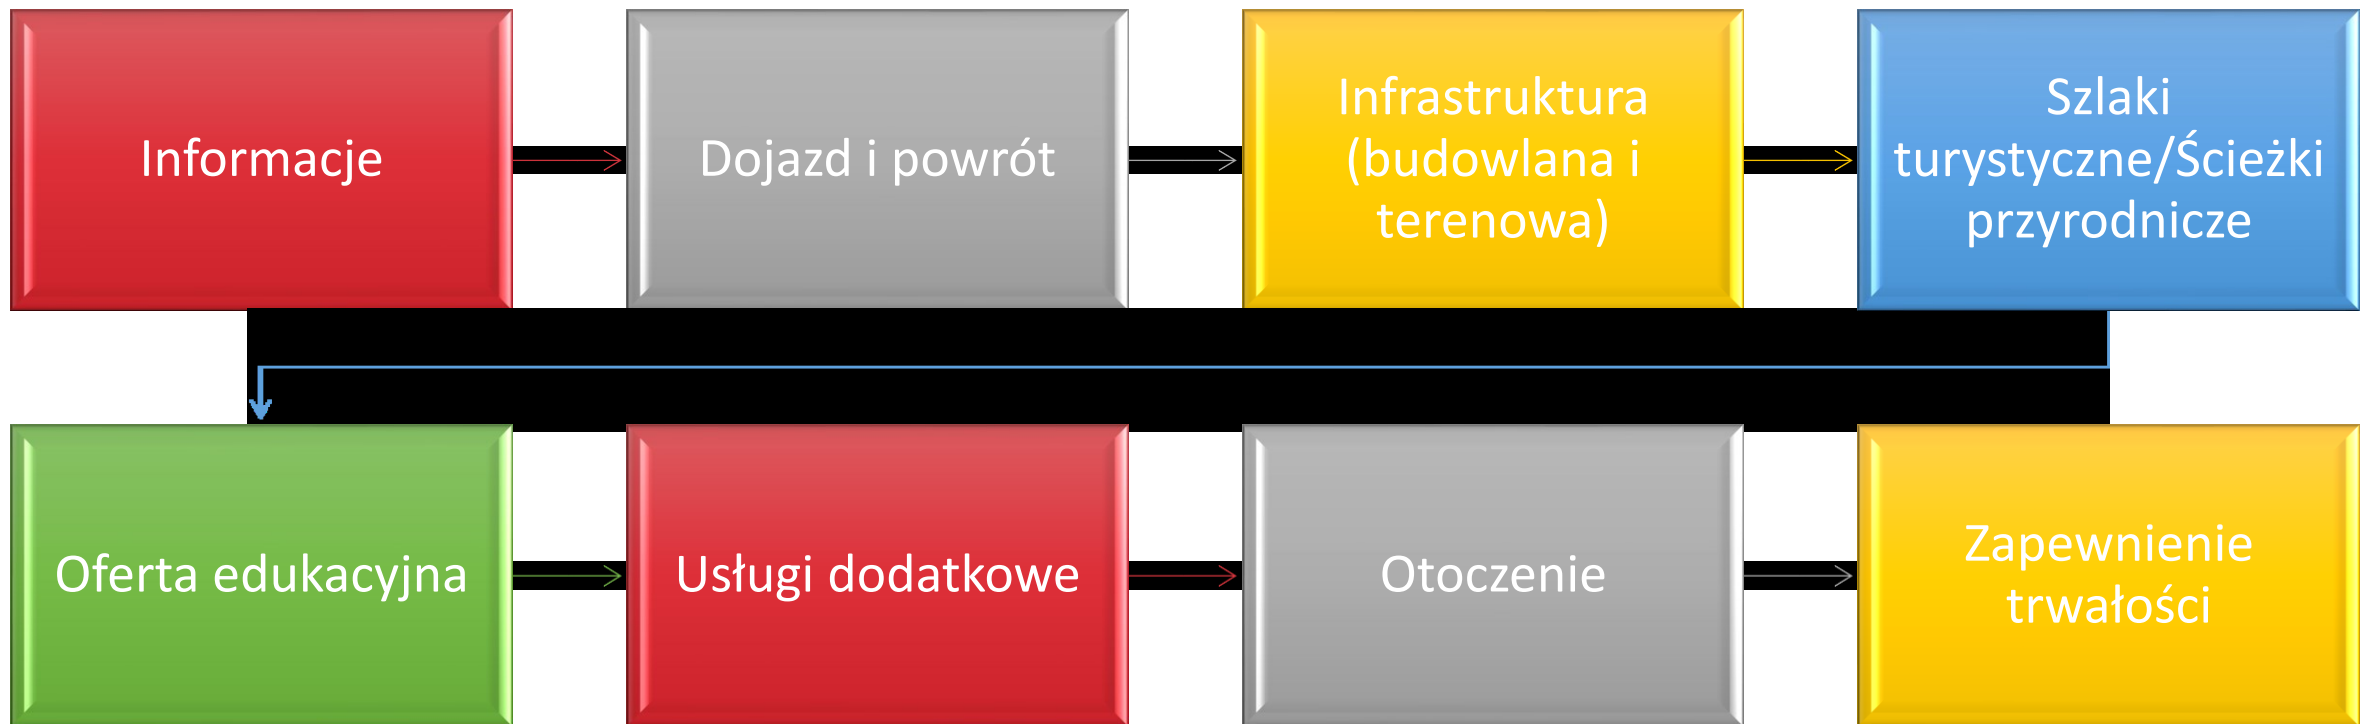 Informacje
Dojazd i powrót
Infrastruktura
(budowlana i
terenowa)
Szlaki
turystyczne/Ścieżki
przyrodnicze
Oferta edukacyjna
Usługi dodatkowe
Otoczenie
Zapewnienie
trwałości